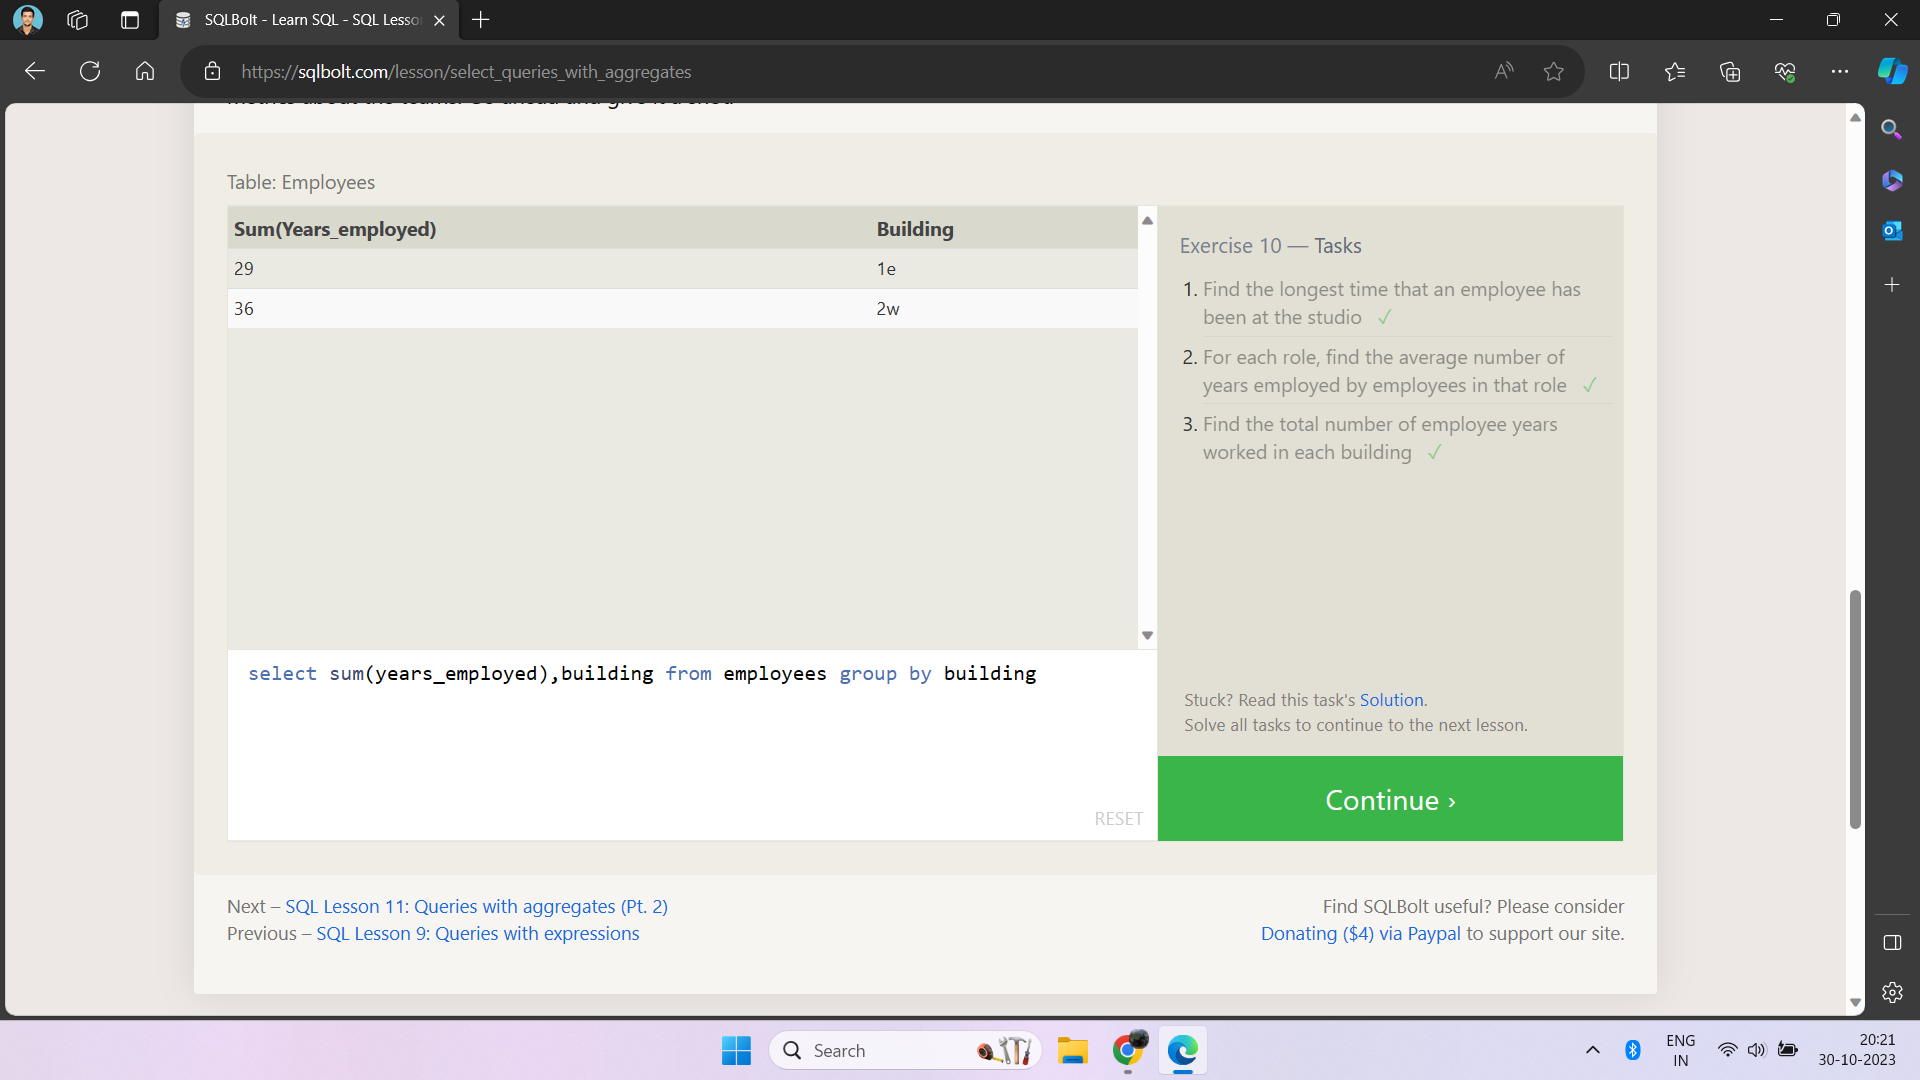 SQLBolt - Learn SQL - SQL Lesso
https://sqlbolt.com/lesson/select_queries_with_aggregates
Table: Employees
Sum(Years_employed) Building
29 1e
36 2w
select sum(years_employed),building from employees group by building
RESET
Exercise 10 — Tasks
1. Find the longest time that an employee has
been at the studio ✓
2. For each role, find the average number of
years employed by employees in that role ✓
3. Find the total number of employee years
worked in each building ✓
Stuck? Read this task's Solution.
Solve all tasks to continue to the next lesson.
Continue ›
Next – SQL Lesson 11: Queries with aggregates (Pt. 2)
Previous – SQL Lesson 9: Queries with expressions
Find SQLBolt useful? Please consider
Donating ($4) via Paypal to support our site.
Search
ENG
IN
20:21
30-10-2023